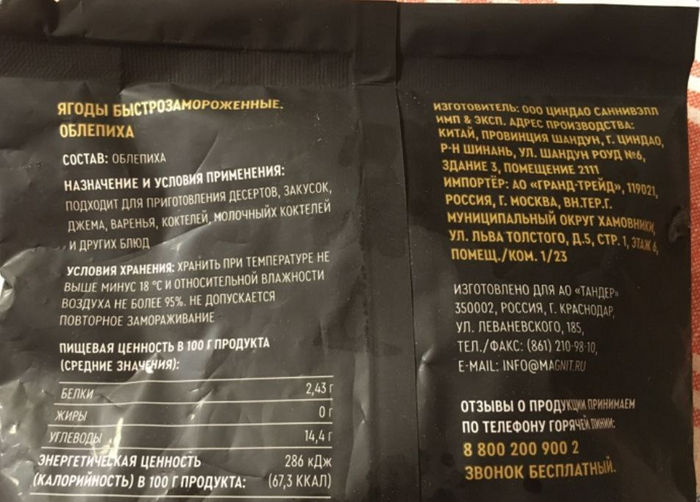 ЯГОДЫ БЫСТРОЗАМОРОЖЕННЫЕ.
ОБЛЕПИХА
СОСТАВ: ОБЛЕПИХА
НАЗНАЧЕНИЕ И УСЛОВИЯ ПРИМЕНЕНИЯ:
ПОДХОДИТ ДЛЯ ПРИГОТОВЛЕНИЯ ДЕСЕРТОВ, ЗАКУСОК,
ДЖЕМА, ВАРЕНЬЯ, КОКТЕЛЕЙ, МОЛОЧНЫЙХ КОКТЕЛЕЙ
И ДРУГИХ БЛЮД
УСЛОВИЯ ХРАНЕНИЯ: ХРАНИТЬ ПРИ ТЕМПЕРАТУРЕ НЕ
ВЫШЕ МИНУС 18 °С И ОТНОСИТЕЛЬНОЙ ВЛАЖНОСТИ
ВОЗДУХА НЕ БОЛЕЕ 95%. НЕ ДОПУСКАЕТСЯ
ПОВТОРНОЕ ЗАМОРАЖИВАНИЕ
ПИЩЕВАЯ ЦЕННОСТЬ В 100 Г ПРОДУКТА
(СРЕДНИЕ ЗНАЧЕНИЯ):
БЕЛКИ 2,43 г
ЖИРЫ 0 г
УГЛЕВОДЫ 14,4 г
ЭНЕРГЕТИЧЕСКАЯ ЦЕННОСТЬ 286 кДж
(КАЛОРИЙНОСТЬ) В 100 Г ПРОДУКТА: (67,3 ККАЛ)
ИЗГОТОВИТЕЛЬ: ООО ЦИНДАО САННИВЭЛЛ
ИМП & ЭКСП. АДРЕС ПРОИЗВОДСТВА:
КИТАЙ, ПРОВИНЦИЯ ШАНДУН, Г. ЦИНДАО,
Р-Н ШИНАНЬ, УЛ. ШАНДУН РОУД №6,
ЗДАНИЕ 3, ПОМЕЩЕНИЕ 2111
ИМПОРТЁР: АО «ГРАНД-ТРЕЙД», 119021,
РОССИЯ, Г. МОСКВА, ВН.ТЕР.Г.
МУНИЦИПАЛЬНЫЙ ОКРУГ ХАМОВНИКИ,
УЛ. ЛЬВА ТОЛСТОГО, Д.5, СТР. 1, ЭТАЖ 6,
ПОМЕЩ./КОМ. 1/23
ИЗГОТОВЛЕНО ДЛЯ АО «ТАНДЕР»
350002, РОССИЯ, Г. КРАСНОДАР,
УЛ. ЛЕВАНЕВСКОГО, 185,
ТЕЛ./ФАКС: (861) 210-98-10,
E-MAIL: INFO@MAGNIT.RU
ОТЗЫВЫ О ПРОДУКЦИИ ПРИНИМАЕМ
ПО ТЕЛЕФОНУ ГОРЯЧЕЙ ЛИНИИ:
8 800 200 900 2
ЗВОНОК БЕСПЛАТНЫЙ.